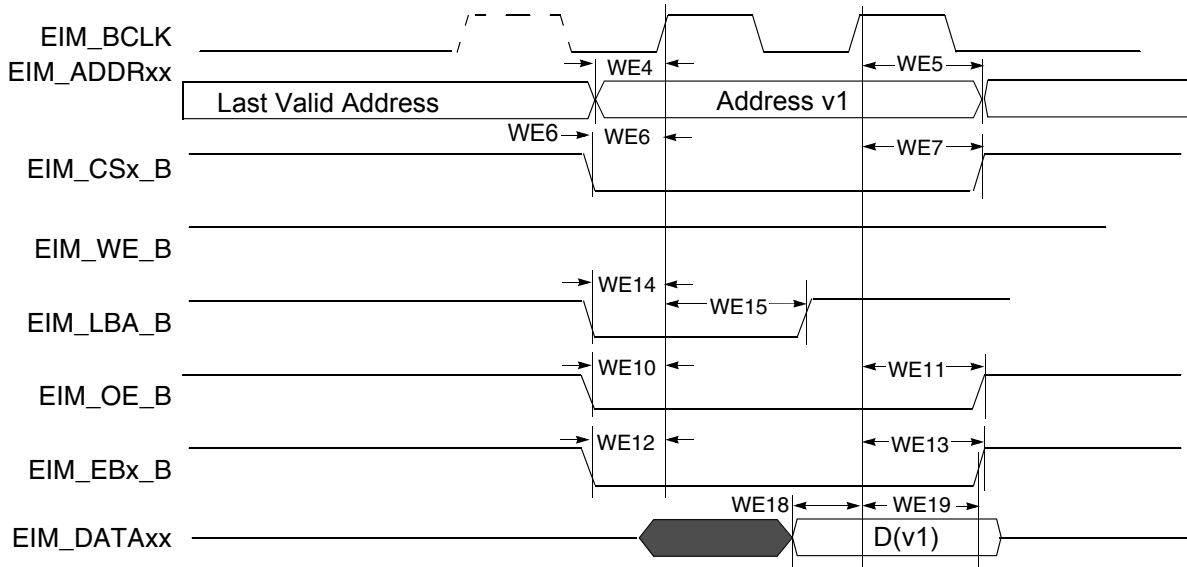 EIM_BCLK
EIM_ADDRxx
WE4
WE5
Last Valid Address
Address v1
WE6
WE6
WE7
EIM_CSx_B
EIM_WE_B
WE14
WE15
EIM_LBA_B
WE10
WE11
EIM_OE_B
WE12
WE13
EIM_EBx_B
WE18
WE19
EIM_DATAxx
D(v1)